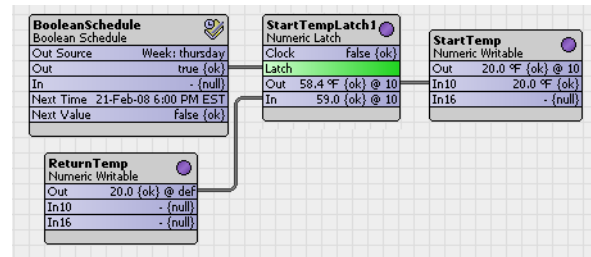 BooleanSchedule
Boolean Schedule
Out Source Week: thursday
Out true {ok}
In - {null}
Next Time 21-Feb-08 6:00 PM EST
Next Value false {ok}
StartTempLatch1
Numeric Latch
Clock false {ok}
Latch
Out 58.4 ºF {ok} @ 10
In 59.0 {ok} @ 10
StartTemp
Numeric Writable
Out 20.0 ºF {ok} @ 10
In10 20.0 ºF {ok}
In16 - {null}
ReturnTemp
Numeric Writable
Out 20.0 {ok} @ def
In10 - {null}
In16 - {null}